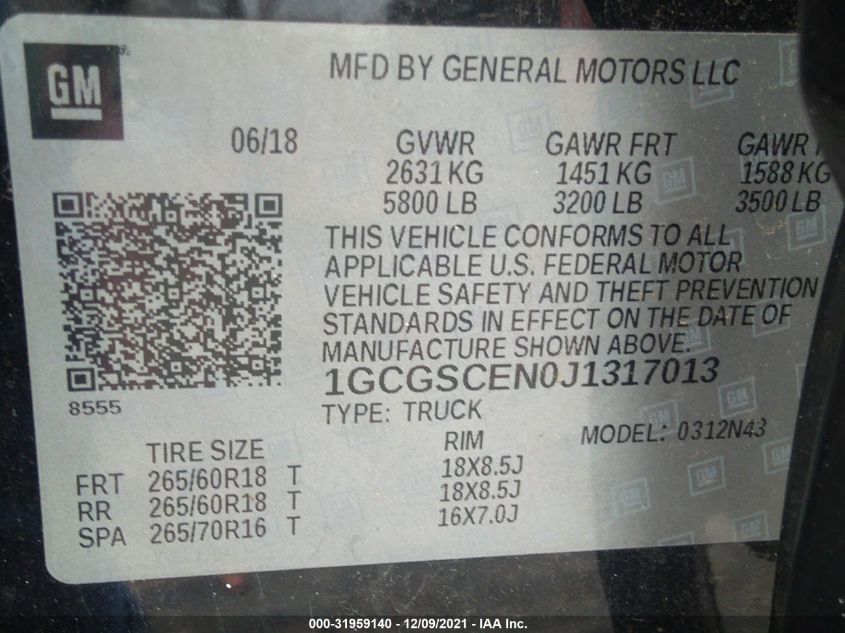 GM
MFD BY GENERAL MOTORS LLC
06/18 GVWR GAWR FRT GAWR
2631 KG 1451 KG 1588 KG
5800 LB 3200 LB 3500 LB
THIS VEHICLE CONFORMS TO ALL
APPLICABLE U.S. FEDERAL MOTOR
VEHICLE SAFETY AND THEFT PREVENTION
STANDARDS IN EFFECT ON THE DATE OF
MANUFACTURE SHOWN ABOVE.
1GCGSCEN0J1317013
8555
TYPE: TRUCK MODEL: 0312N43
TIRE SIZE RIM
FRT 265/60R18 T 18X8.5J
RR 265/60R18 T 18X8.5J
SPA 265/70R16 T 16X7.0J
000-31959140 - 12/09/2021 - IAA Inc.